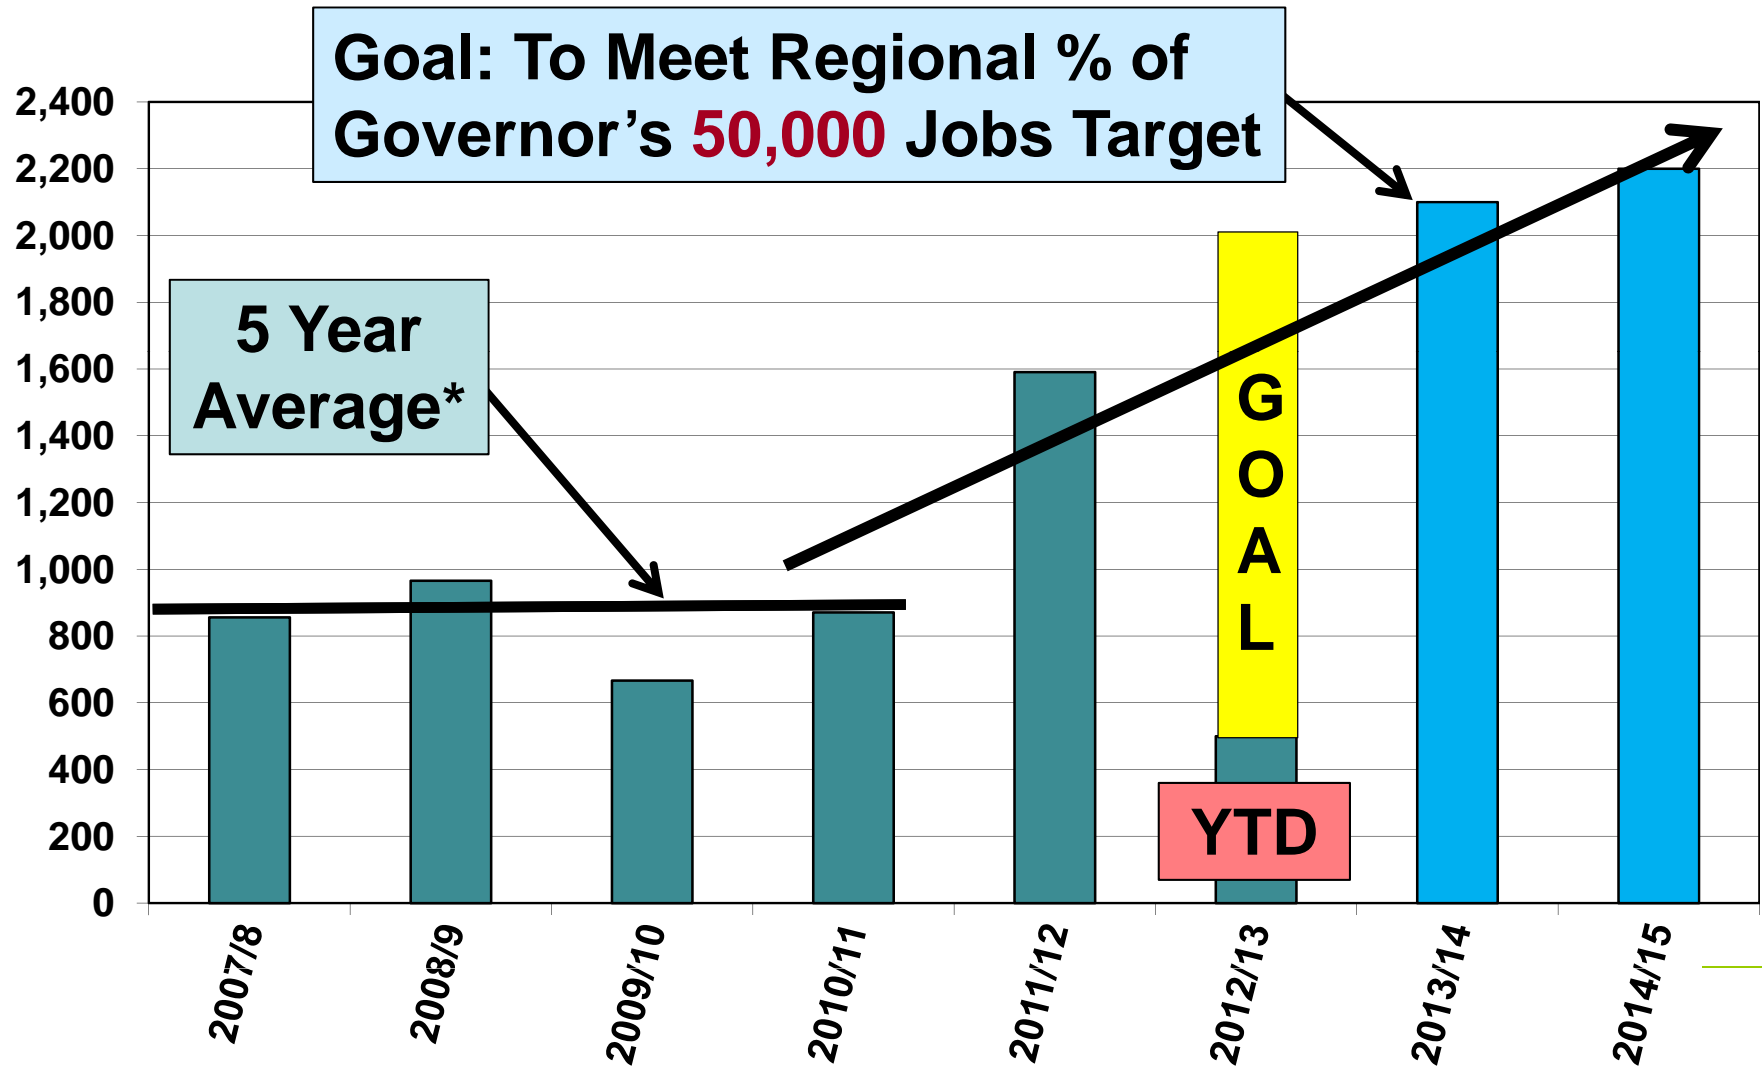 Goal: To Meet Regional % of
Governor’s 50,000 Jobs Target
2,400
2,200
2,000
1,800
1,600
1,400
1,200
1,000
800
600
400
200
0
5 Year
Average*
G
O
A
L
YTD
2007/8
2008/9
2009/10
2010/11
2011/12
2012/13
2013/14
2014/15